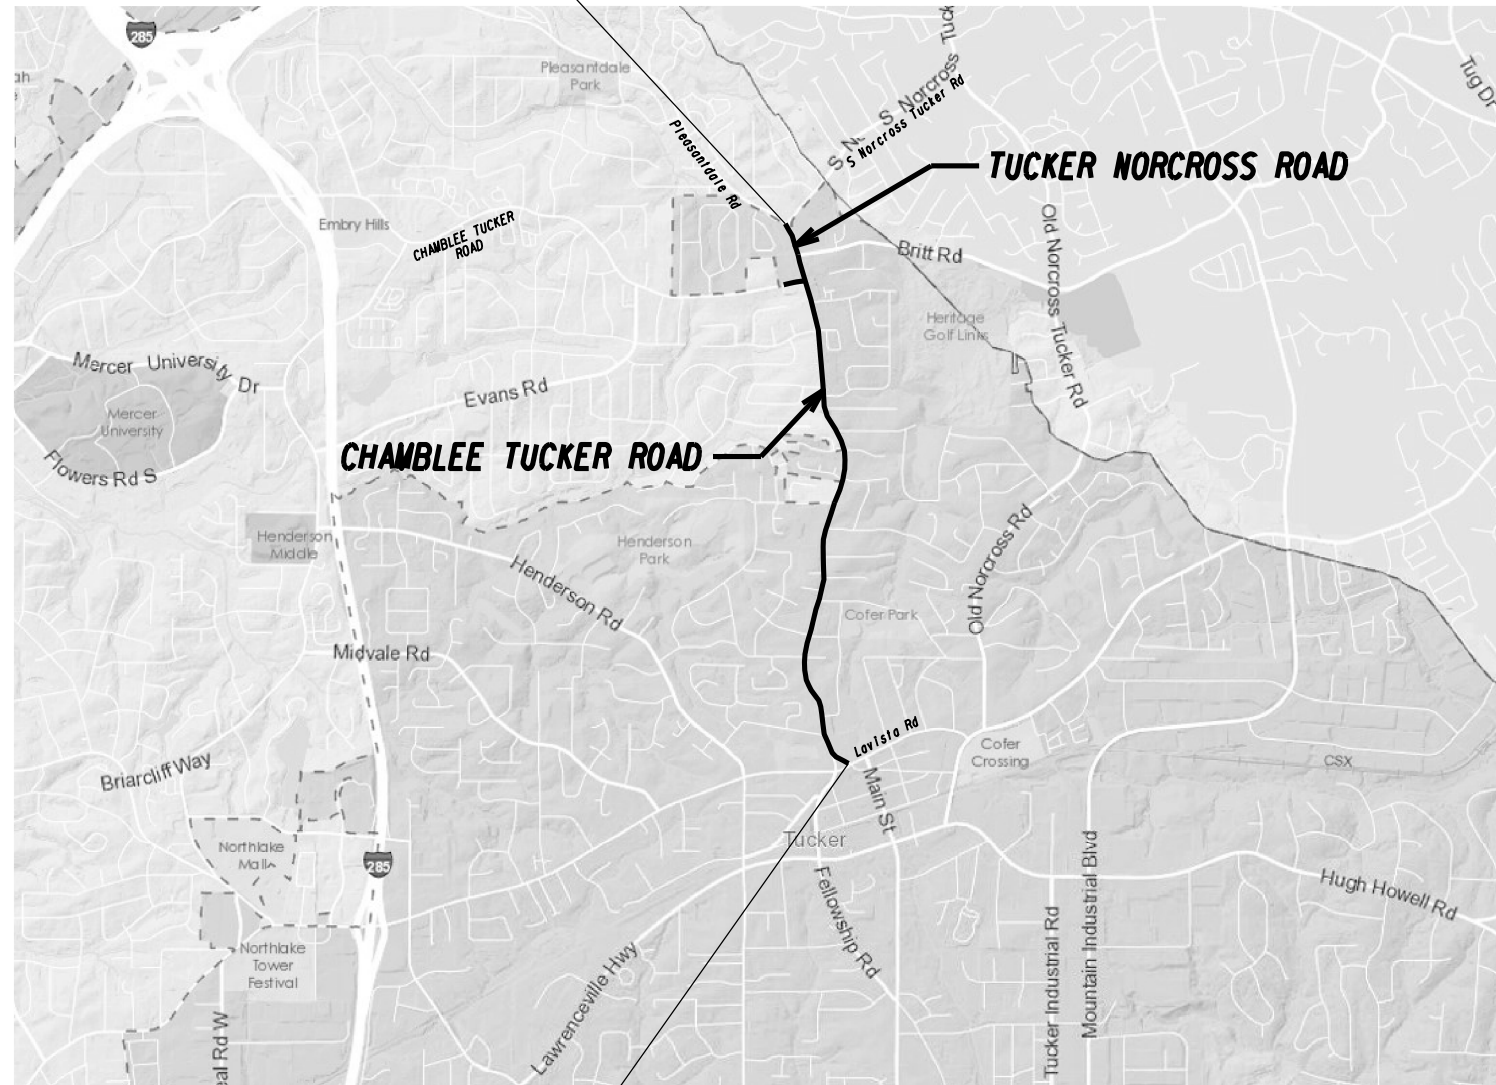 285
Pleasantdale
Park
S Norcross Tuck
S Norcross Tucker Rd
Tug Dr
Pleasantdale Rd
TUCKER NORCROSS ROAD
Embry Hills
CHAMBLEE TUCKER
ROAD
Britt Rd
Old Norcross Tucker Rd
Heritage
Golf Links
Mercer University Dr
Evans Rd
Mercer
University
Flowers Rd S
CHAMBLEE TUCKER ROAD
Henderson
Middle
Henderson
Park
Henderson Rd
Old Norcross Rd
Cofer Park
Midvale Rd
Lavista Rd
Cofer
Crossing
CSX
Briarcliff Way
Main St
Tucker
Northlake
Mall
285
Hugh Howell Rd
Fellowship Rd
Mountain Industrial Blvd
Tucker Industrial Rd
Northlake
Tower
Festival
Lawrenceville Hwy
eal Rd W